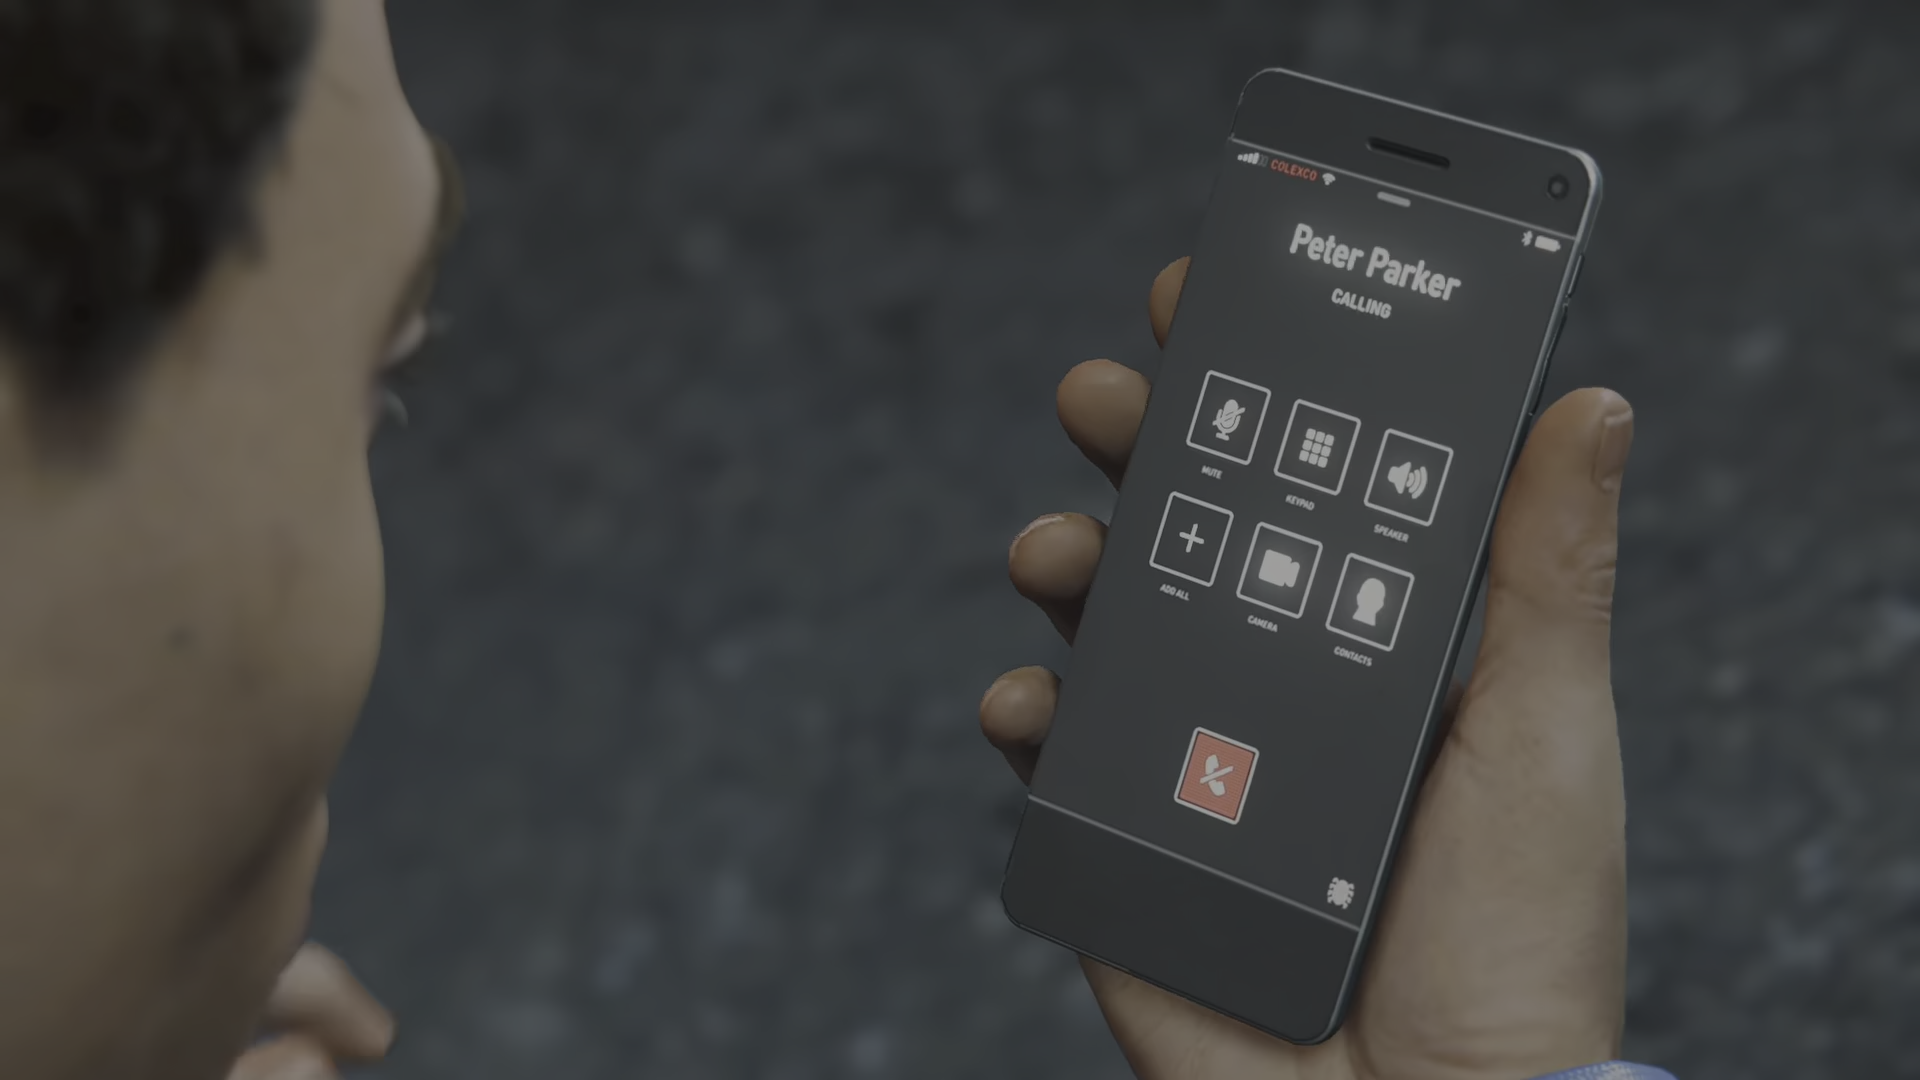 COLEXCO
Peter Parker
CALLING
MUTE
KEYPAD
SPEAKER
ADD ALL
CAMERA
CONTACTS